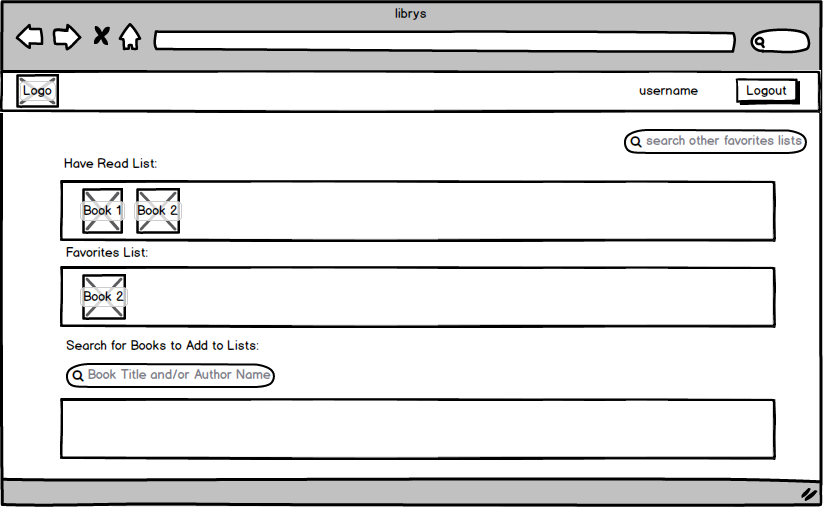 librys
Logo
username
Logout
search other favorites lists
Have Read List:
Book 1
Book 2
Favorites List:
Book 2
Search for Books to Add to Lists:
Book Title and/or Author Name